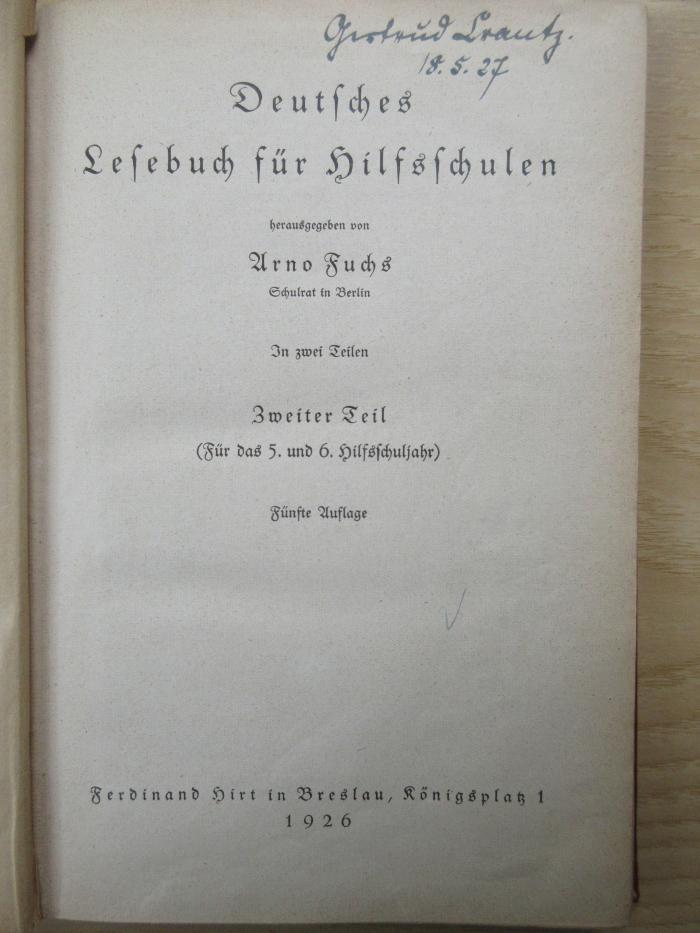 Gertrud Crantz.
18. 5. 27
Deutſches
Leſebuch für Hilfsſchulen
herausgegeben von
Arno Fuchs
Schulrat in Berlin
In zwei Teilen
Zweiter Teil
(Für das 5. und 6. Hilfsſchuljahr)
Fünfte Auflage
Ferdinand Hirt in Breslau, Königsplatz 1
1926